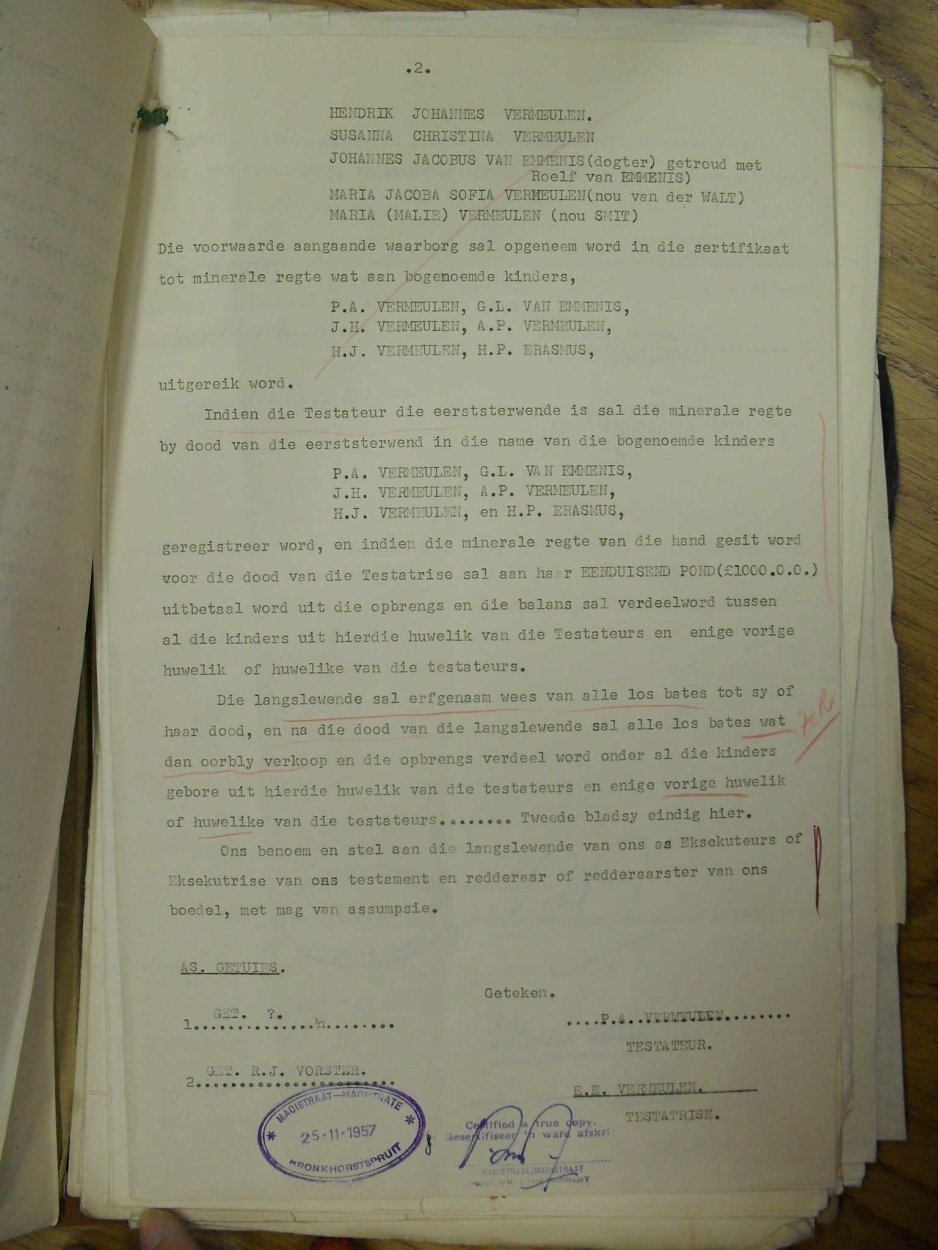 .2.
HENDRIK JOHANNES VERMEULEN.
SUSANNA CHRISTINA VERMEULEN
JOHANNES JACOBUS VAN EMMENIS(dogter) getroud met
Roelf van EMMENIS)
MARIA JACOBA SOFIA VERMEULEN(nou van der WALT)
MARIA (MALIE) VERMEULEN (nou SMIT)
Die voorwaarde aangaande waarborg sal opgeneem word in die sertifikaat
tot minerale regte wat aan bogenoemde kinders,
P.A. VERMEULEN, G.L. VAN EMMENIS,
J.H. VERMEULEN, A.P. VERMEULEN,
H.J. VERMEULEN, H.P. ERASMUS,
uitgereik word.
Indien die Testateur die eerststerwende is sal die minerale regte
by dood van die eerststerwend in die name van die bogenoemde kinders
P.A. VERMEULEN, G.L. VAN EMMENIS,
J.H. VERMEULEN, A.P. VERMEULEN,
H.J. VERMEULEN, en H.P. ERASMUS,
geregistreer word, en indien die minerale regte van die hand gesit word
voor die dood van die Testatrise sal aan haar EENDUISEND POND(£1000.0.0.)
uitbetaal word uit die opbrengs en die balans sal verdeelword tussen
al die kinders uit hierdie huwelik van die Testateurs en enige vorige
huwelik of huwelike van die testateurs.
Die langslewende sal erfgenaam wees van alle los bates tot sy of
haar dood, en na die dood van die langslewende sal alle los bates wat
dan oorbly verkoop en die opbrengs verdeel word onder al die kinders
gebore uit hierdie huwelik van die testateurs en enige vorige huwelik
of huwelike van die testateurs........ Tweede bladsy eindig hier.
Ons benoem en stel aan die langslewende van ons as Eksekuteurs of
Eksekutrise van ons testament en redderaar of redderaarster van ons
boedel, met mag van assumpsie.
AS. GETUIES.
Geteken.
GET. ?.
1...............'n........
....P.A..VERMEULEN........
TESTATEUR.
GET. R.J. VORSTER.
2........................
E.E. VERMEULEN.
TESTATRISE.
MAGISTRAAT—MAGISTRATE
25-11-1957
BRONKHORSTSPRUIT
Certified a true copy.
Gesertifiseer 'n ware afskri
MAGISTRATE/MAGISTRAAT
BRONKHORSTSPRUIT